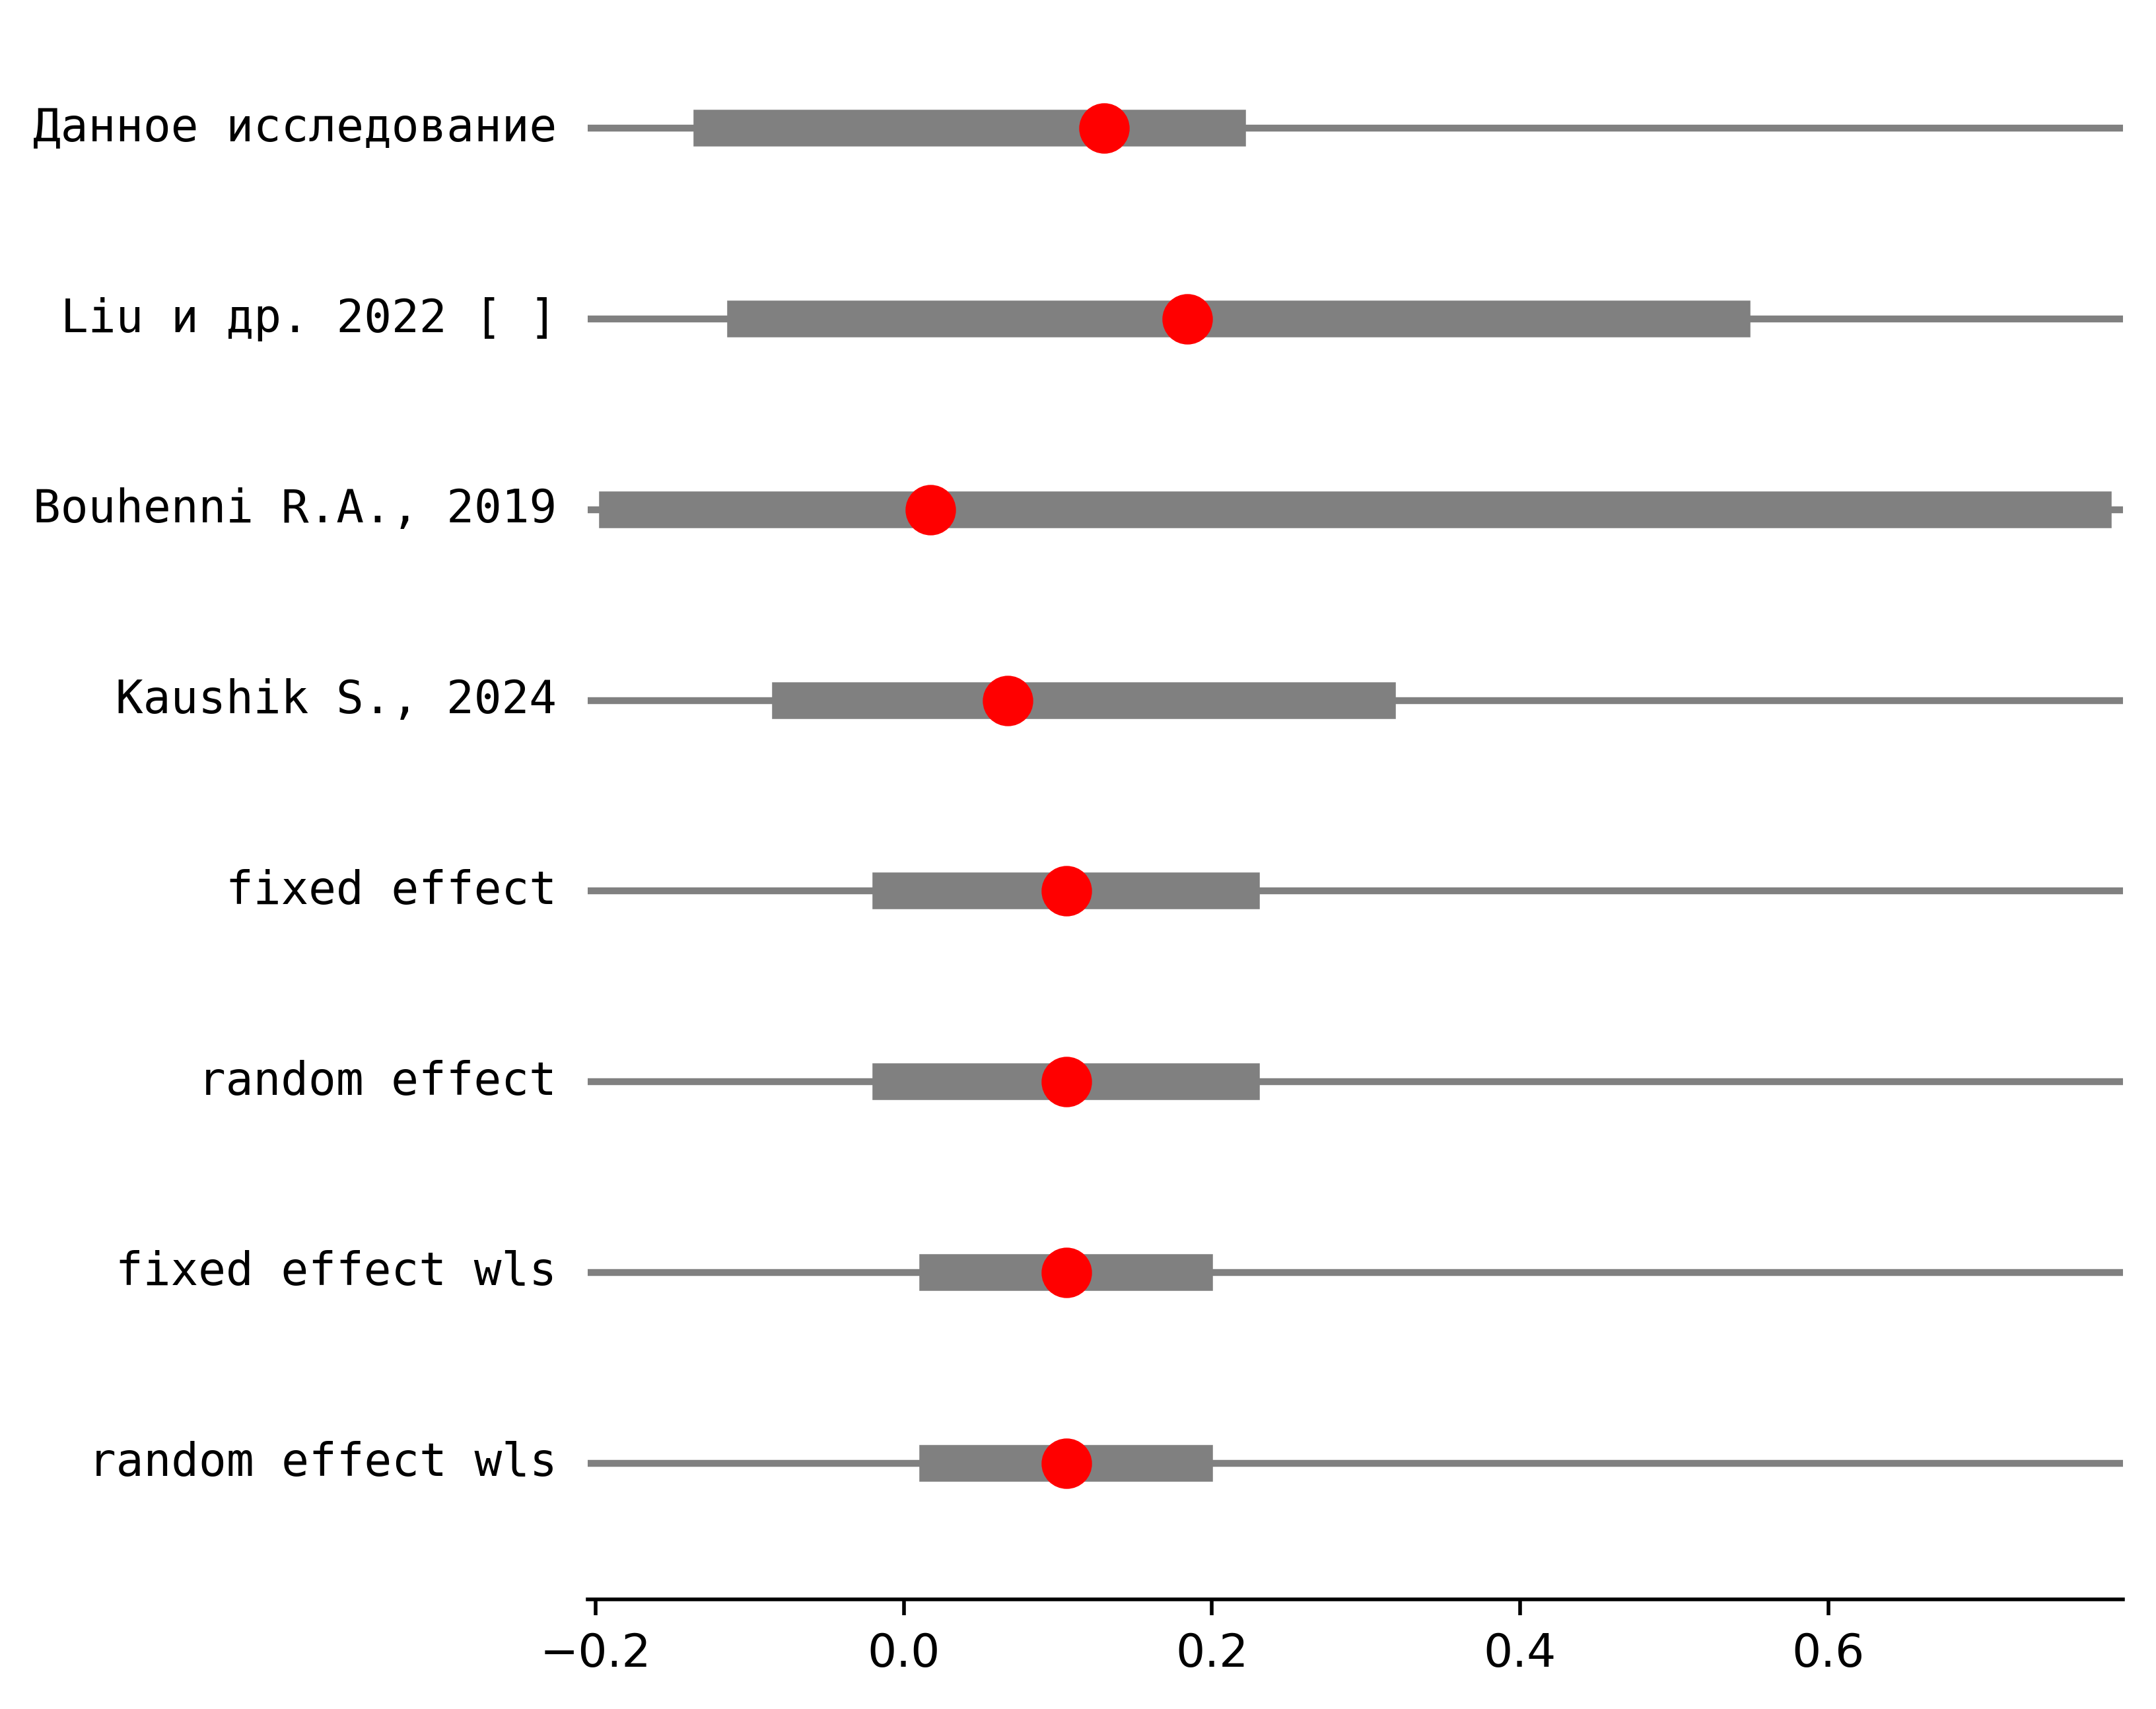 Данное исследование
Liu и др. 2022 [ ]
Bouhenni R.A., 2019
Kaushik S., 2024
fixed effect
random effect
fixed effect wls
random effect wls
−0.2 0.0 0.2 0.4 0.6